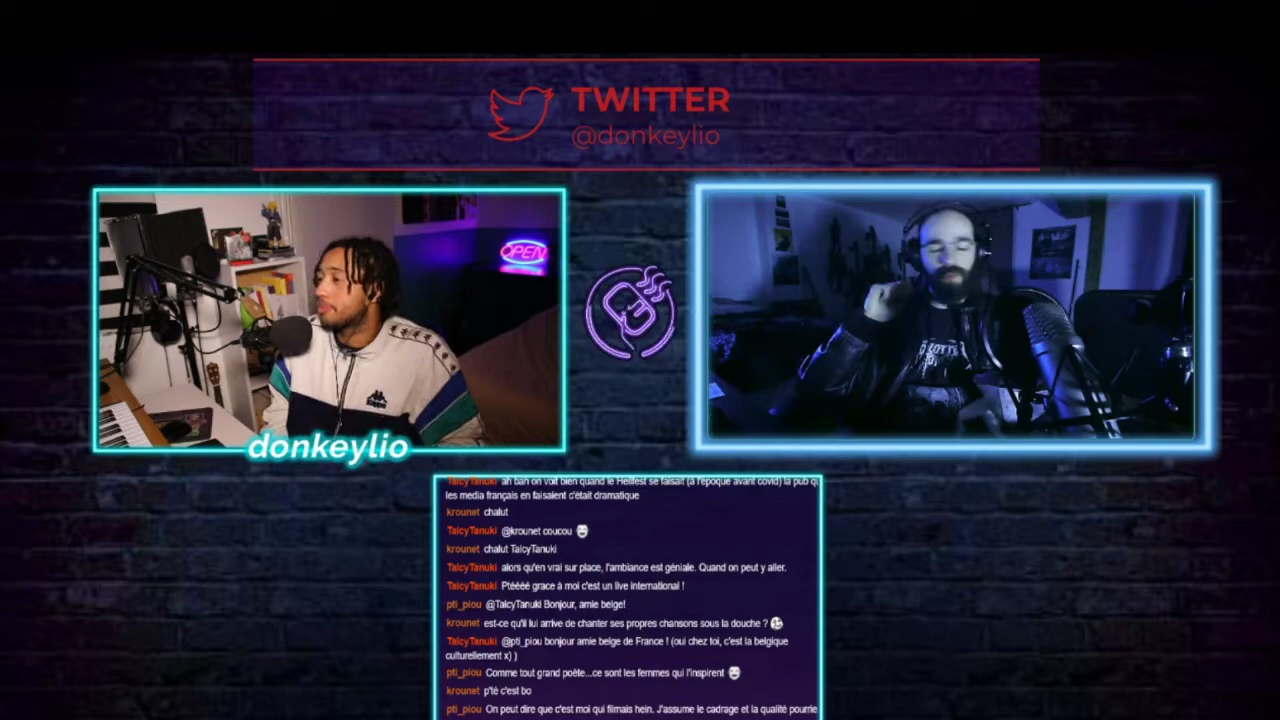 TWITTER
@donkeylio
OPEN
Kappa
donkeylio
TalcyTanuki ah bah on voit bien quand le Hellfest se faisait (à l'époque avant covid) la pub
les media français en faisaient c'était dramatique
krounet chalut
TalcyTanuki @krounet coucou
krounet chalut TalcyTanuki
TalcyTanuki alors qu'en vrai sur place, l'ambiance est géniale. Quand on peut y aller.
TalcyTanuki Ptéééé grace à moi c'est un live international !
pti_piou @TalcyTanuki Bonjour, amie belge!
krounet est-ce qu'il lui arrive de chanter ses propres chansons sous la douche ?
TalcyTanuki @pti_piou bonjour amie belge de France ! (oui chez toi, c'est la belgique
culturellement x) )
pti_piou Comme tout grand poète...ce sont les femmes qui l'inspirent
krounet p'té c'est bo
pti_piou On peut dire que c'est moi qui filmais hein. J'assume le cadrage et la qualité pourrie